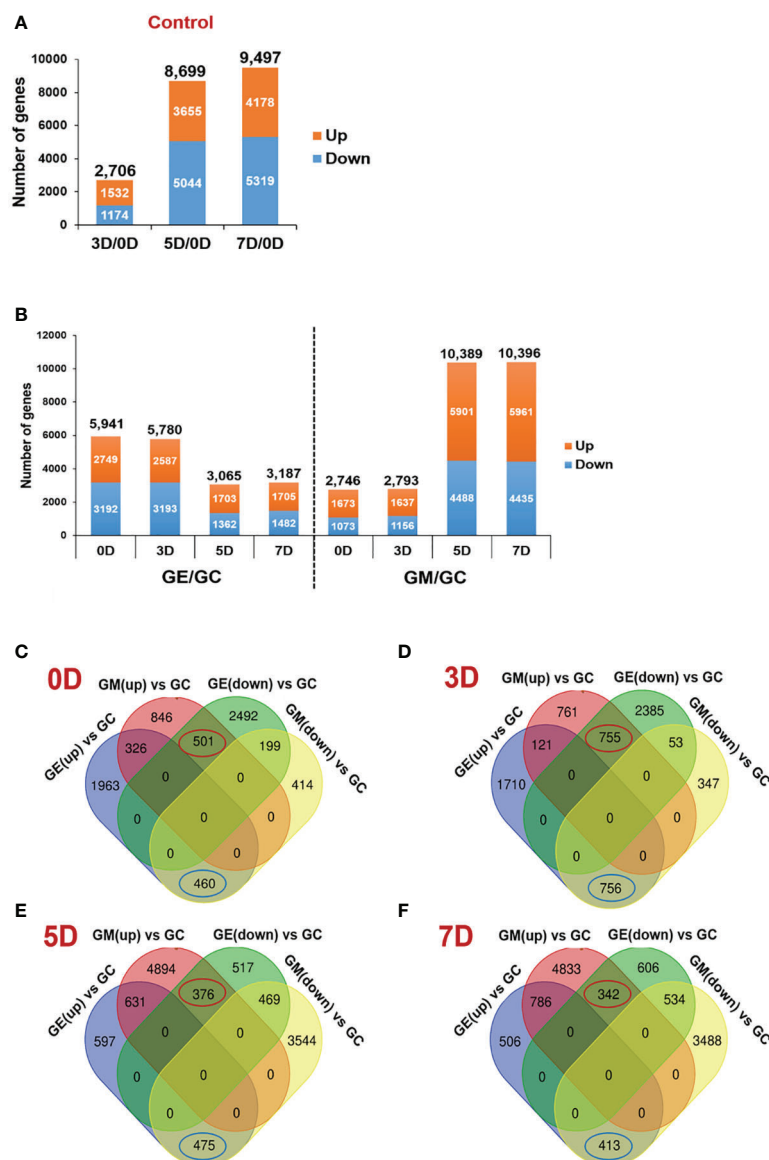 A
Control
Number of genes
10000
8000
6000
4000
2000
0
2,706
1532
1174
8,699
3655
5044
9,497
4178
5319
3D/0D 5D/0D 7D/0D
Up
Down
B
Number of genes
12000
10000
8000
6000
4000
2000
0
5,941
2749
3192
5,780
2587
3193
3,065
1703
1362
3,187
1705
1482
2,746
1673
1073
2,793
1637
1156
10,389
5901
4488
10,396
5961
4435
0D 3D 5D 7D 0D 3D 5D 7D
GE/GC GM/GC
Up
Down
C
0D
GM(up) vs GC GE(down) vs GC
GE(up) vs GC GM(down) vs GC
846 2492
326 501 199
1963 0 0 414
0 0 0
0 0
460
D
3D
GM(up) vs GC GE(down) vs GC
GE(up) vs GC GM(down) vs GC
761 2385
121 755 53
1710 0 0 347
0 0 0
0 0
756
E
5D
GM(up) vs GC GE(down) vs GC
GE(up) vs GC GM(down) vs GC
4894 517
631 376 469
597 0 0 3544
0 0 0
0 0
475
F
7D
GM(up) vs GC GE(down) vs GC
GE(up) vs GC GM(down) vs GC
4833 606
786 342 534
506 0 0 3488
0 0 0
0 0
413